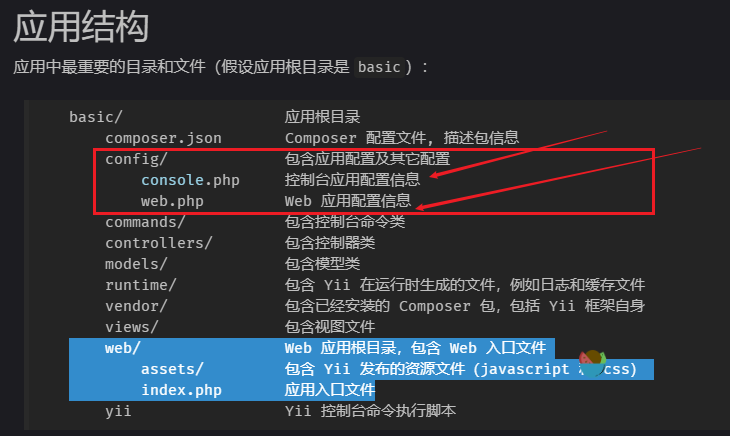 应用结构
应用中最重要的目录和文件（假设应用根目录是 basic）：
basic/ 应用根目录
composer.json Composer 配置文件, 描述包信息
config/ 包含应用配置及其它配置
console.php 控制台应用配置信息
web.php Web 应用配置信息
commands/ 包含控制台命令类
controllers/ 包含控制器类
models/ 包含模型类
runtime/ 包含 Yii 在运行时生成的文件，例如日志和缓存文件
vendor/ 包含已经安装的 Composer 包，包括 Yii 框架自身
views/ 包含视图文件
web/ Web 应用根目录，包含 Web 入口文件
assets/ 包含 Yii 发布的资源文件（javascript css）
index.php 应用入口文件
yii Yii 控制台命令执行脚本